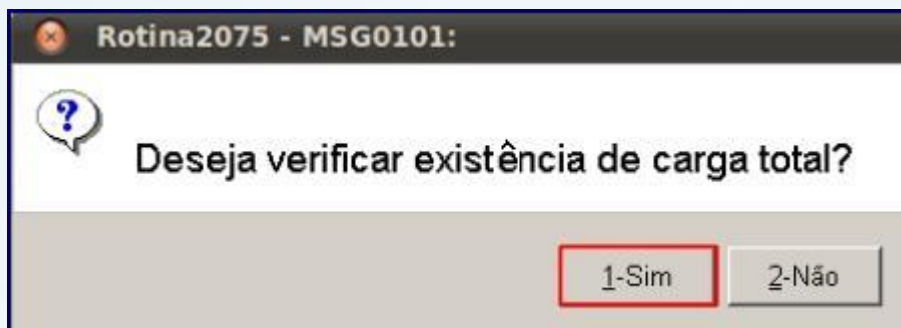 Rotina2075 - MSG0101:
Deseja verificar existência de carga total?
1-Sim
2-Não